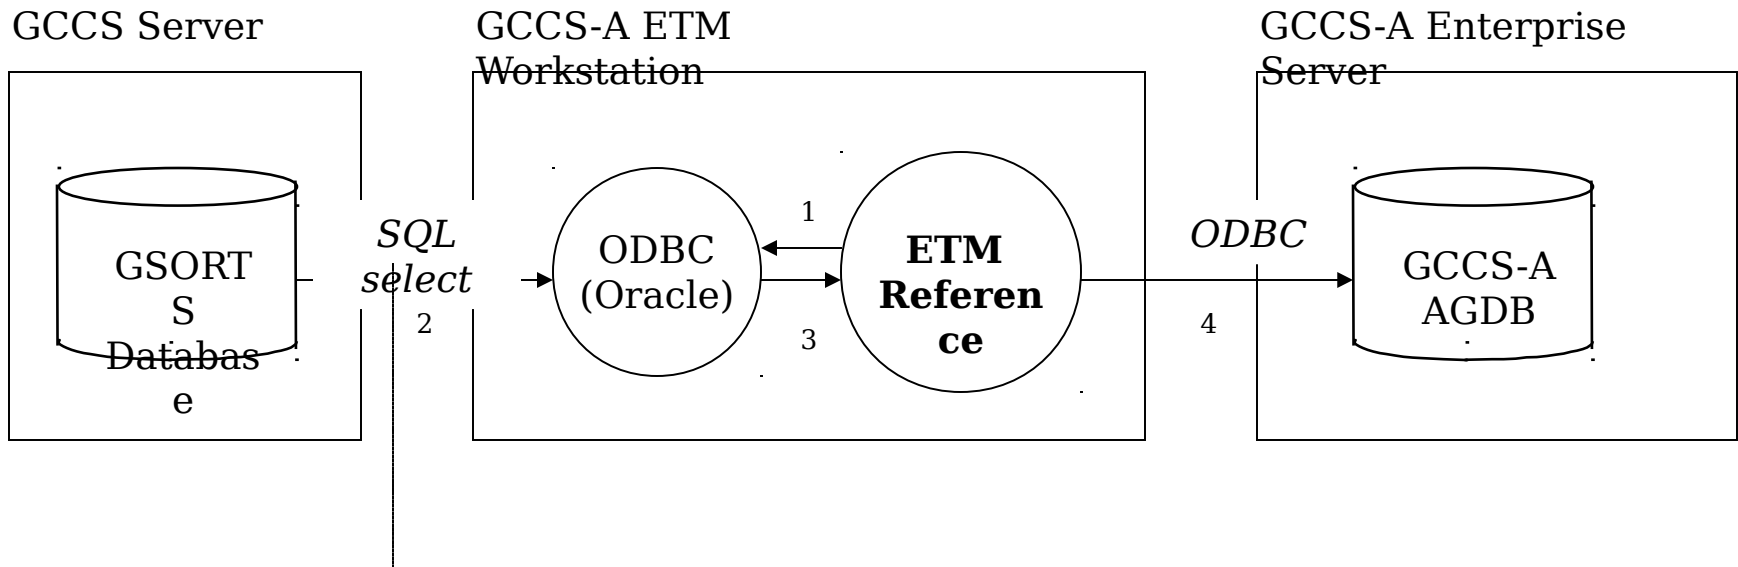 GCCS Server
GCCS-A ETM
Workstation
GCCS-A Enterprise
Server
GSORT
S
Databas
e
SQL
select
2
ODBC
(Oracle)
1
3
ETM
Referen
ce
ODBC
4
GCCS-A
AGDB